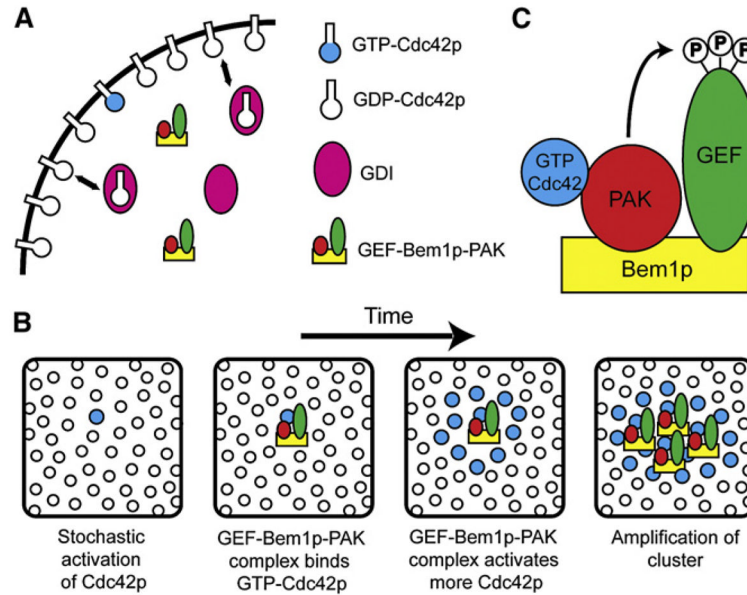 A
GTP-Cdc42p
GDP-Cdc42p
GDI
GEF-Bem1p-PAK
C
P P P
GTP
Cdc42
PAK
GEF
Bem1p
B
Time
Stochastic
activation
of Cdc42p
GEF-Bem1p-PAK
complex binds
GTP-Cdc42p
GEF-Bem1p-PAK
complex activates
more Cdc42p
Amplification of
cluster